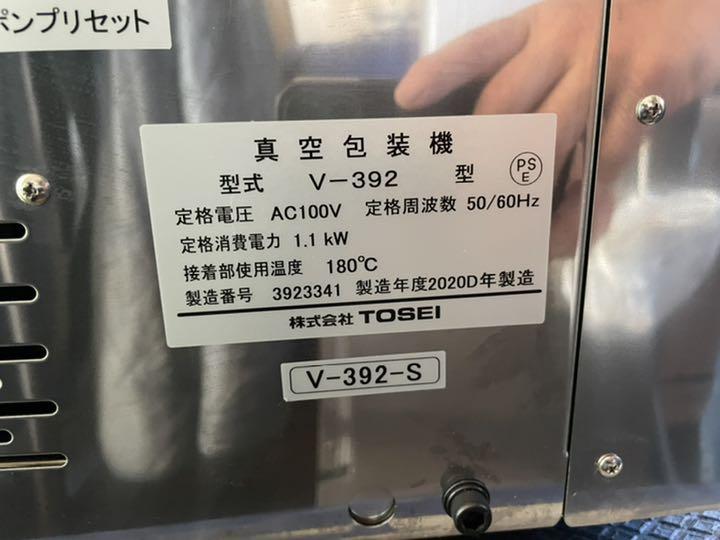 ポンプリセット
真空包装機
型式 V-392 型 PSE
定格電圧 AC100V 定格周波数 50/60Hz
定格消費電力 1.1 kW
接着部使用温度 180℃
製造番号 3923341 製造年度2020D年製造
株式会社 TOSEI
V-392-S